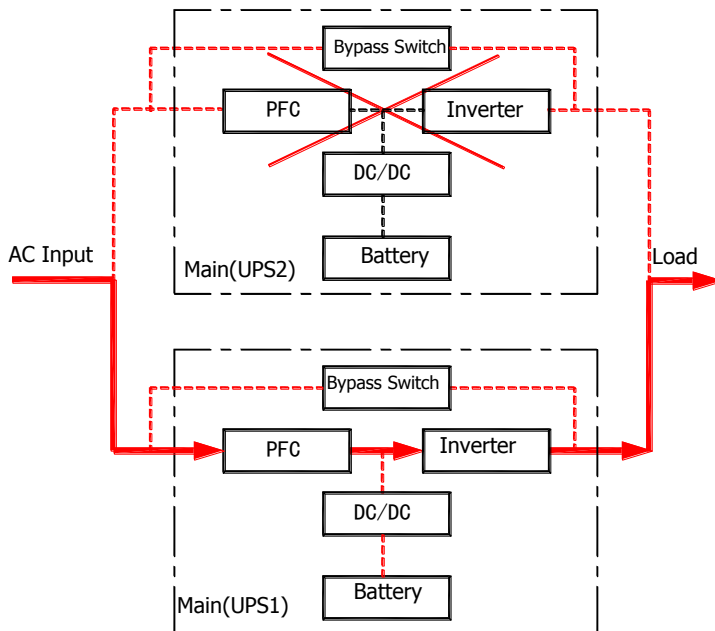 Bypass Switch
PFC
Inverter
DC/DC
AC Input
Battery
Load
Main(UPS2)
Bypass Switch
PFC
Inverter
DC/DC
Battery
Main(UPS1)